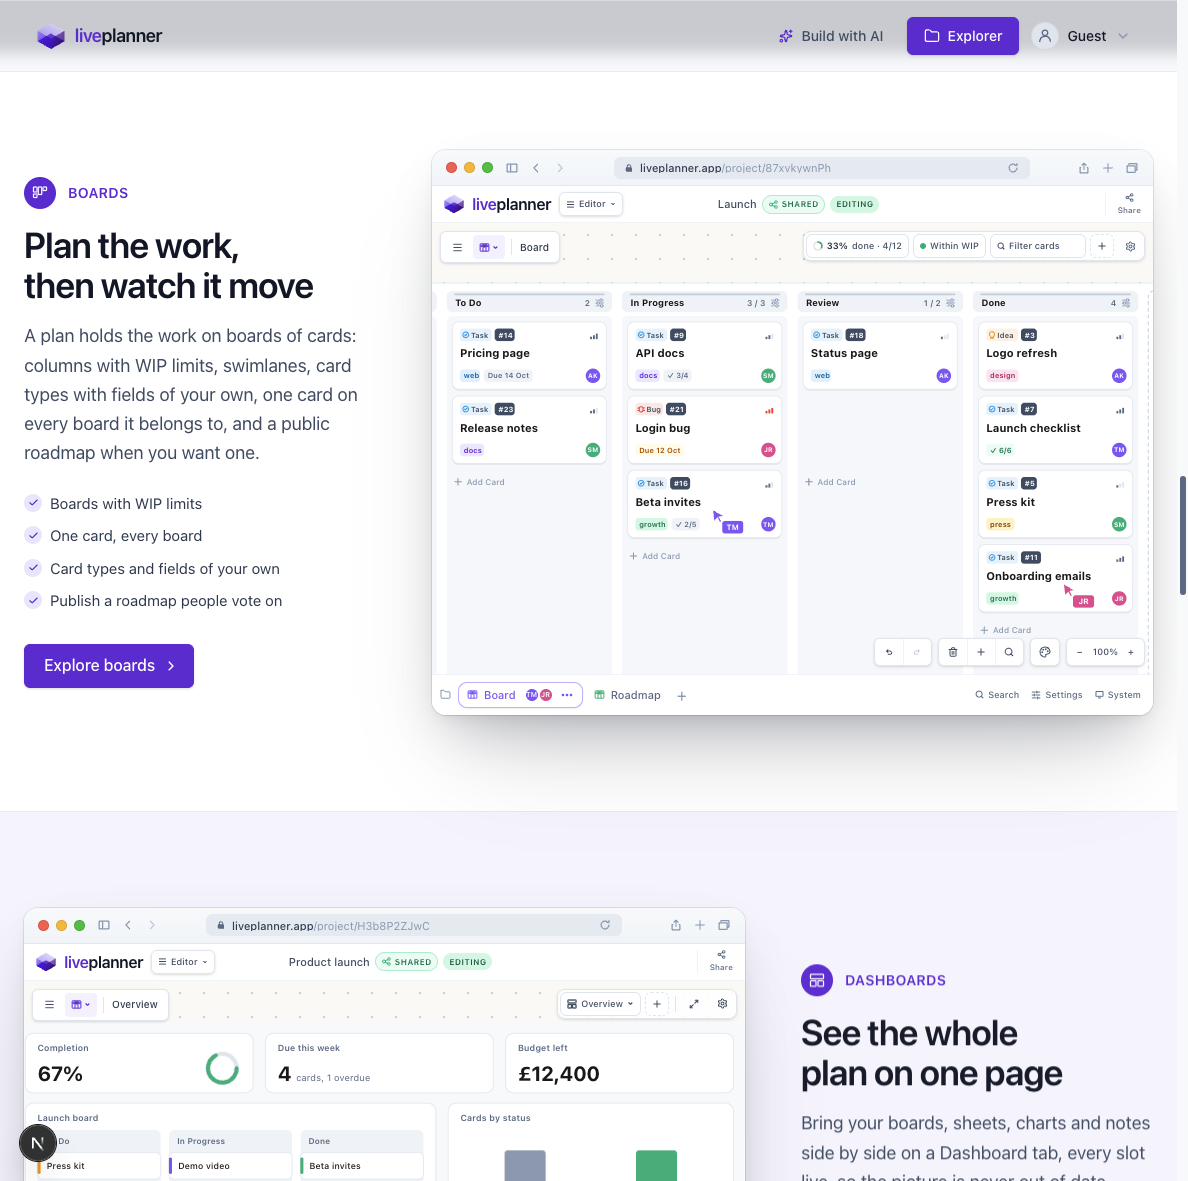 liveplanner
Build with AI
Explorer
Guest
BOARDS
Plan the work,
then watch it move
A plan holds the work on boards of cards:
columns with WIP limits, swimlanes, card
types with fields of your own, one card on
every board it belongs to, and a public
roadmap when you want one.
Boards with WIP limits
One card, every board
Card types and fields of your own
Publish a roadmap people vote on
Explore boards
liveplanner.app/project/87xvkywnPh
liveplanner
Editor
Launch
SHARED
EDITING
Share
Board
33% done · 4/12
Within WIP
Filter cards
To Do 2
Task #14
Pricing page
web Due 14 Oct AK
Task #23
Release notes
docs SM
+ Add Card
In Progress 3 / 3
Task #9
API docs
docs 3/4 SM
Bug #21
Login bug
Due 12 Oct JR
Task #16
Beta invites
growth 2/5 TM
TM
+ Add Card
Review 1 / 2
Task #18
Status page
web AK
+ Add Card
Done 4
Idea #3
Logo refresh
design AK
Task #7
Launch checklist
6/6 TM
Task #5
Press kit
press SM
Task #11
Onboarding emails
growth JR
JR
+ Add Card
− 100% +
Board TM JR
Roadmap
Search
Settings
System
liveplanner.app/project/H3b8P2ZJwC
liveplanner
Editor
Product launch
SHARED
EDITING
Share
Overview
Overview
Completion
67%
Due this week
4 cards, 1 overdue
Budget left
£12,400
Launch board
Do
Press kit
In Progress
Demo video
Done
Beta invites
Cards by status
N
DASHBOARDS
See the whole
plan on one page
Bring your boards, sheets, charts and notes
side by side on a Dashboard tab, every slot
live, so the picture is never out of date.